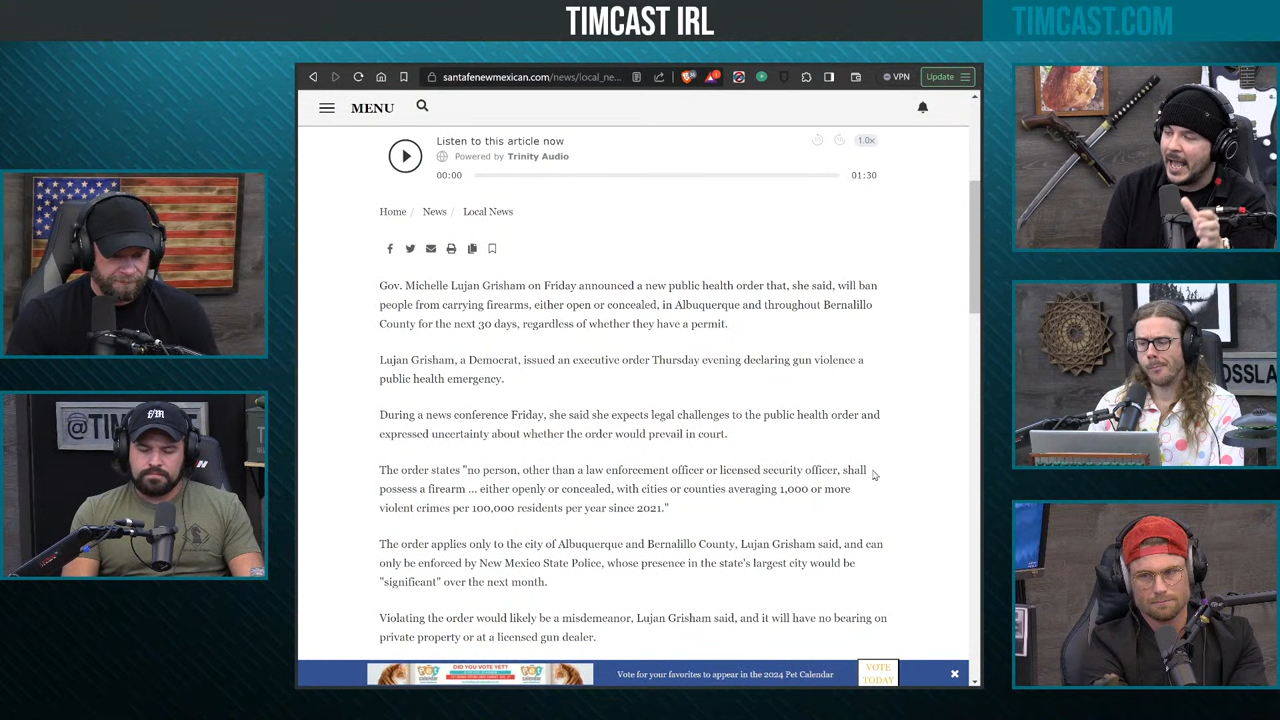 TIMCAST IRL
TIMCAST.COM
santafenewmexican.com/news/local_ne...
VPN
Update
MENU
Listen to this article now
1.0x
Powered by Trinity Audio
00:00
01:30
Home / News / Local News
Gov. Michelle Lujan Grisham on Friday announced a new public health order that, she said, will ban
people from carrying firearms, either open or concealed, in Albuquerque and throughout Bernalillo
County for the next 30 days, regardless of whether they have a permit.
Lujan Grisham, a Democrat, issued an executive order Thursday evening declaring gun violence a
public health emergency.
During a news conference Friday, she said she expects legal challenges to the public health order and
expressed uncertainty about whether the order would prevail in court.
The order states "no person, other than a law enforcement officer or licensed security officer, shall
possess a firearm ... either openly or concealed, with cities or counties averaging 1,000 or more
violent crimes per 100,000 residents per year since 2021."
The order applies only to the city of Albuquerque and Bernalillo County, Lujan Grisham said, and can
only be enforced by New Mexico State Police, whose presence in the state's largest city would be
"significant" over the next month.
Violating the order would likely be a misdemeanor, Lujan Grisham said, and it will have no bearing on
private property or at a licensed gun dealer.
DID YOU VOTE YET?
Vote for your favorites to appear in the 2024 Pet Calendar
VOTE
TODAY
@TIM
OSSLA